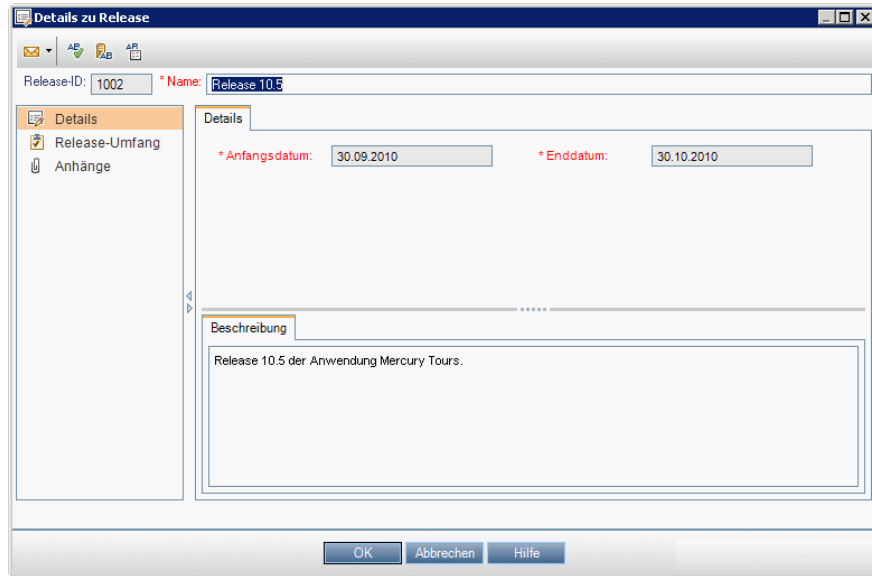 Details zu Release
Release-ID: 1002 * Name: Release 10.5
Details
Release-Umfang
Anhänge
Details
* Anfangsdatum: 30.09.2010 * Enddatum: 30.10.2010
Beschreibung
Release 10.5 der Anwendung Mercury Tours.
OK Abbrechen Hilfe